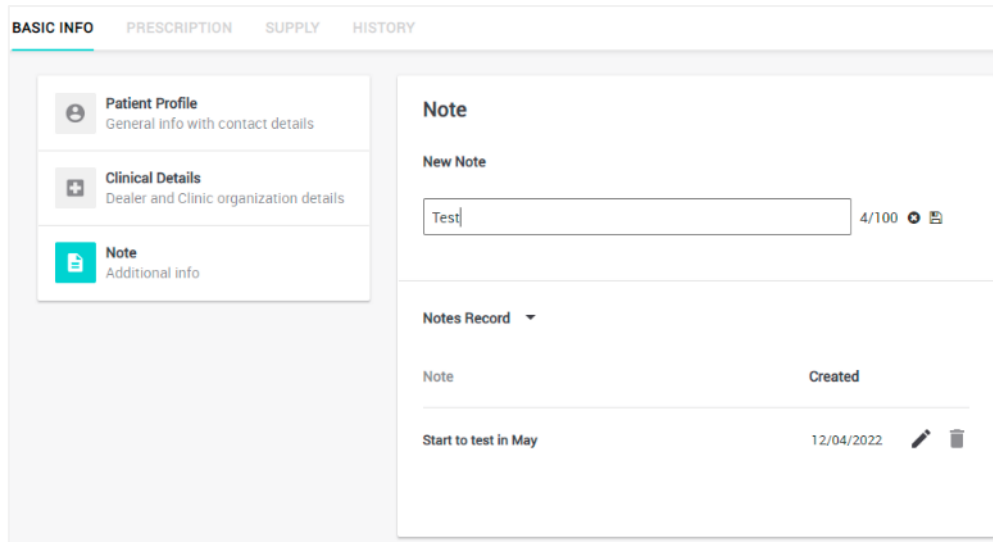 BASIC INFO PRESCRIPTION SUPPLY HISTORY
Patient Profile
General info with contact details
Clinical Details
Dealer and Clinic organization details
Note
Additional info
Note
New Note
Test 4/100
Notes Record
Note Created
Start to test in May 12/04/2022